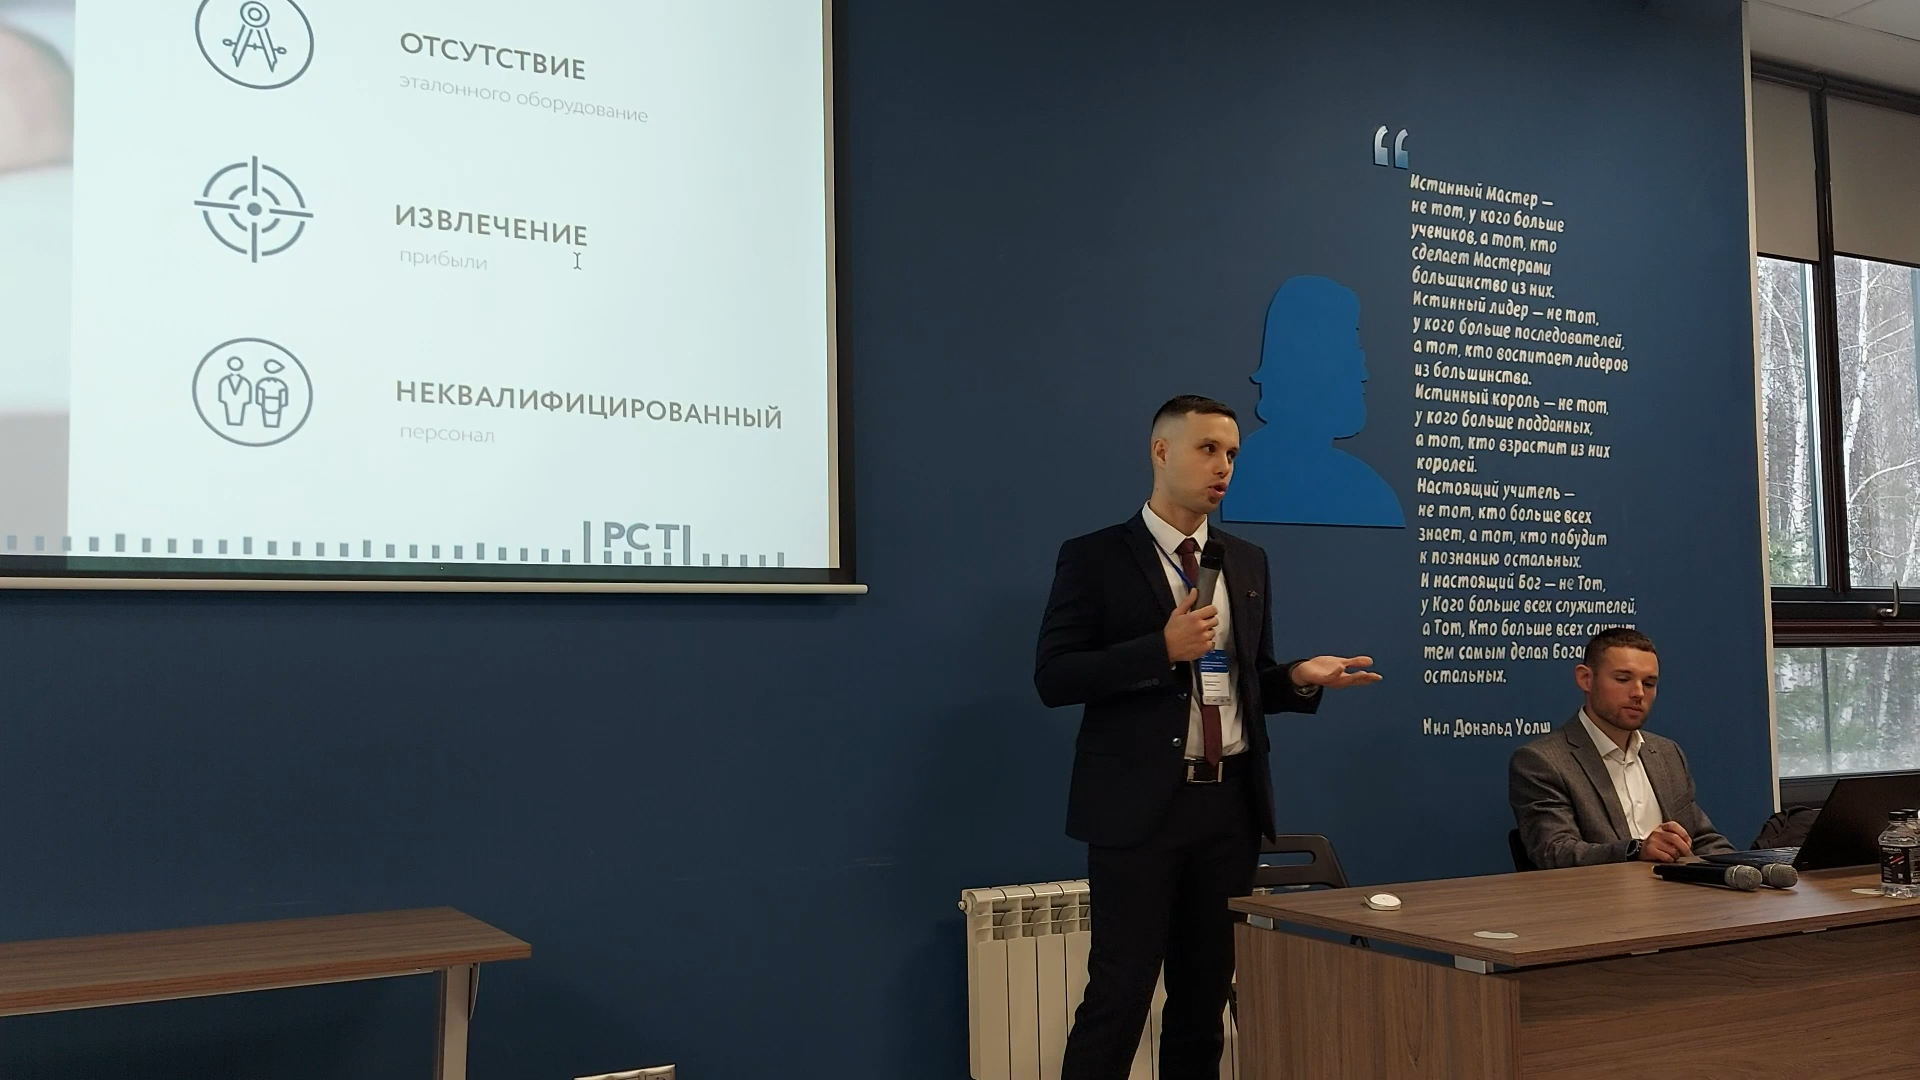 ОТСУТСТВИЕ
эталонного оборудование
ИЗВЛЕЧЕНИЕ
прибыли
НЕКВАЛИФИЦИРОВАННЫЙ
персонал
РСТ
Истинный Мастер —
не тот, у кого больше
учеников, а тот, кто
сделает Мастерами
большинство из них.
Истинный лидер — не тот,
у кого больше последователей,
а тот, кто воспитает лидеров
из большинства.
Истинный король — не тот,
у кого больше подданных,
а тот, кто взрастит из них
королей.
Настоящий учитель —
не тот, кто больше всех
знает, а тот, кто побудит
к познанию остальных.
И настоящий Бог — не Тот,
у Кого больше всех служителей,
а Тот, Кто больше всех служит
тем самым делая
остальных.
Нил Дональд Уолш